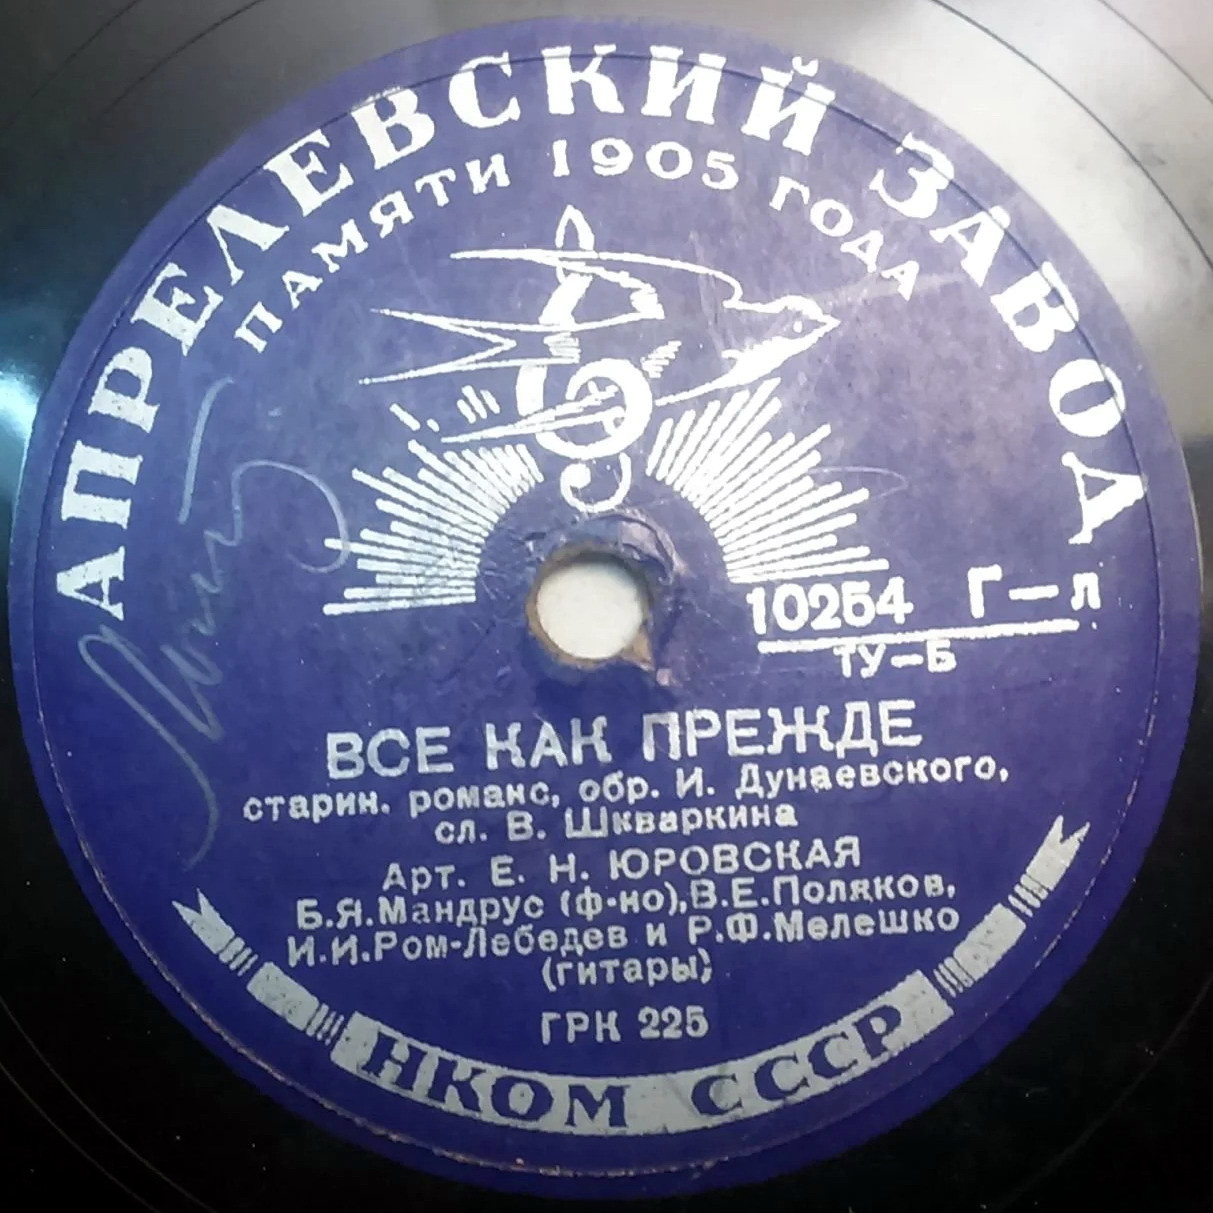 АПРЕЛЕВСКИЙ ЗАВОД
ПАМЯТИ 1905 ГОДА
10254 Г-л
ТУ-Б
ВСЕ КАК ПРЕЖДЕ
старин. романс, обр. И. Дунаевского,
сл. В. Шкваркина
Арт. Е. Н. ЮРОВСКАЯ
Б.Я.Мандрус (ф-но),В.Е.Поляков,
И.И.Ром-Лебедев и Р.Ф.Мелешко
(гитары)
ГРК 225
НКОМ СССР